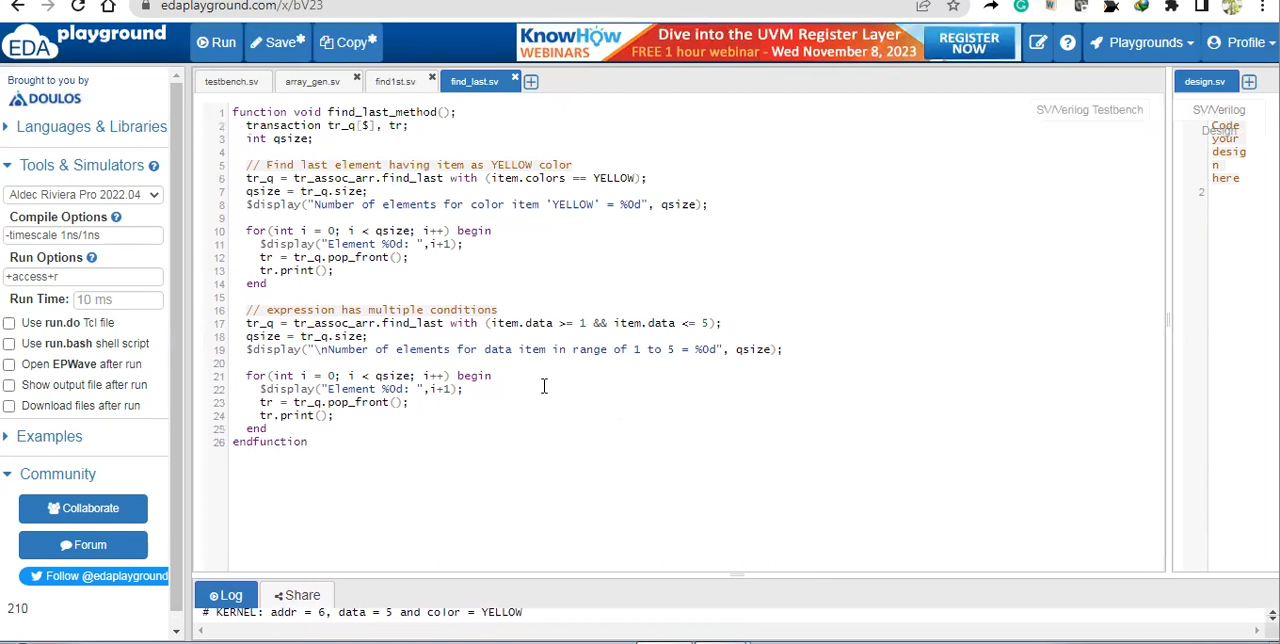 edaplayground.com/x/bV23
EDA playground
Run
Save*
Copy*
KnowHow
WEBINARS
Dive into the UVM Register Layer
FREE 1 hour webinar - Wed November 8, 2023
REGISTER
NOW
Playgrounds
Profile
Brought to you by
DOULOS
Languages & Libraries
Tools & Simulators
Aldec Riviera Pro 2022.04
Compile Options
-timescale 1ns/1ns
Run Options
+access+r
Run Time: 10 ms
Use run.do Tcl file
Use run.bash shell script
Open EPWave after run
Show output file after run
Download files after run
Examples
Community
Collaborate
Forum
Follow @edaplayground
210
testbench.sv
array_gen.sv
find1st.sv
find_last.sv
SV/Verilog Testbench
1 function void find_last_method();
2 transaction tr_q[$], tr;
3 int qsize;
4
5 // Find last element having item as YELLOW color
6 tr_q = tr_assoc_arr.find_last with (item.colors == YELLOW);
7 qsize = tr_q.size;
8 $display("Number of elements for color item 'YELLOW' = %0d", qsize);
9
10 for(int i = 0; i < qsize; i++) begin
11 $display("Element %0d: ",i+1);
12 tr = tr_q.pop_front();
13 tr.print();
14 end
15
16 // expression has multiple conditions
17 tr_q = tr_assoc_arr.find_last with (item.data >= 1 && item.data <= 5);
18 qsize = tr_q.size;
19 $display("\nNumber of elements for data item in range of 1 to 5 = %0d", qsize);
20
21 for(int i = 0; i < qsize; i++) begin
22 $display("Element %0d: ",i+1);
23 tr = tr_q.pop_front();
24 tr.print();
25 end
26 endfunction
design.sv
SV/Verilog
Design
Code
your
desig
n
here
2
Log
Share
# KERNEL: addr = 6, data = 5 and color = YELLOW